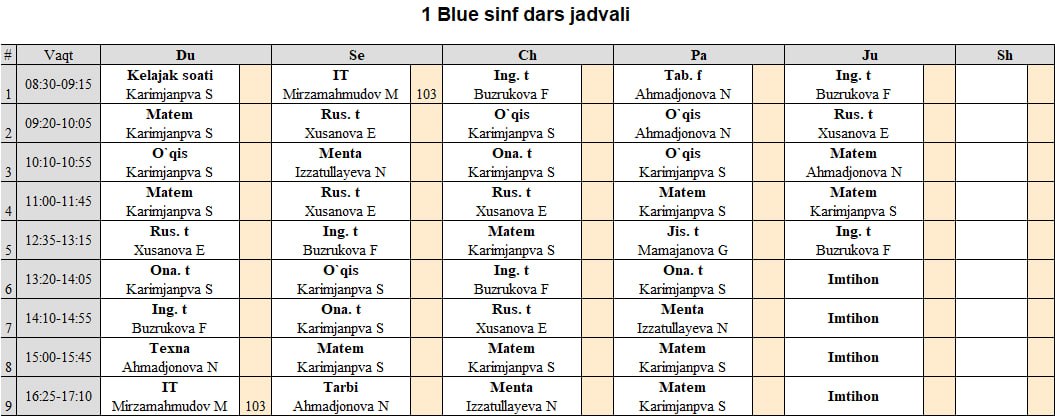 1 Blue sinf dars jadvali
# Vaqt Du Se Ch Pa Ju Sh
1 08:30-09:15 Kelajak soati IT Ing. t Tab. f Ing. t
Karimjanpva S Mirzamahmudov M 103 Buzrukova F Ahmadjonova N Buzrukova F
2 09:20-10:05 Matem Rus. t O`qis O`qis Rus. t
Karimjanpva S Xusanova E Karimjanpva S Ahmadjonova N Xusanova E
3 10:10-10:55 O`qis Menta Ona. t O`qis Matem
Karimjanpva S Izzatullayeva N Karimjanpva S Karimjanpva S Ahmadjonova N
4 11:00-11:45 Matem Rus. t Rus. t Matem Matem
Karimjanpva S Xusanova E Xusanova E Karimjanpva S Karimjanpva S
5 12:35-13:15 Rus. t Ing. t Matem Jis. t Ing. t
Xusanova E Buzrukova F Karimjanpva S Mamajanova G Buzrukova F
6 13:20-14:05 Ona. t O`qis Ing. t Ona. t Imtihon
Karimjanpva S Karimjanpva S Buzrukova F Karimjanpva S
7 14:10-14:55 Ing. t Ona. t Rus. t Menta Imtihon
Buzrukova F Karimjanpva S Xusanova E Izzatullayeva N
8 15:00-15:45 Texna Matem Matem Matem Imtihon
Ahmadjonova N Karimjanpva S Karimjanpva S Karimjanpva S
9 16:25-17:10 IT Tarbi Menta Matem Imtihon
Mirzamahmudov M 103 Ahmadjonova N Izzatullayeva N Karimjanpva S